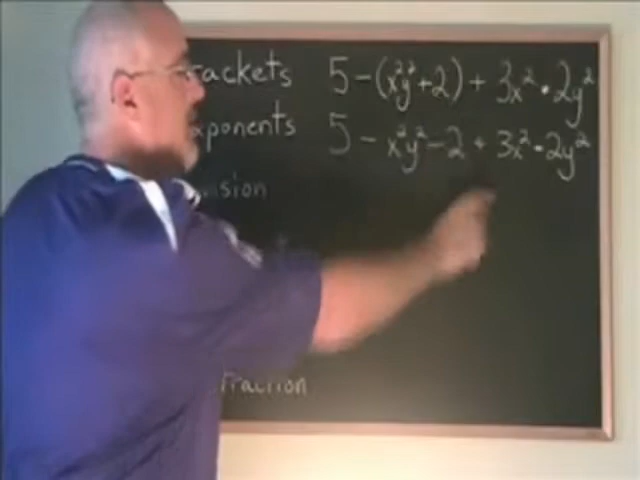 rackets 5 - (x²y² + 2) + 3x² • 2y²
xponents 5 - x²y² - 2 + 3x² • 2y²
ision
raction